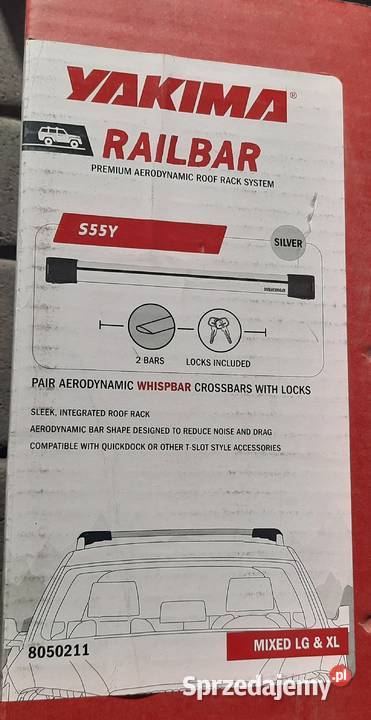 YAKIMA®
RAILBAR
PREMIUM AERODYNAMIC ROOF RACK SYSTEM
S55Y
SILVER
YAKIMA
2 BARS
LOCKS INCLUDED
PAIR AERODYNAMIC WHISPBAR CROSSBARS WITH LOCKS
SLEEK, INTEGRATED ROOF RACK
AERODYNAMIC BAR SHAPE DESIGNED TO REDUCE NOISE AND DRAG
COMPATIBLE WITH QUICKDOCK OR OTHER T-SLOT STYLE ACCESSORIES
8050211
MIXED LG & XL
Sprzedajemy.pl